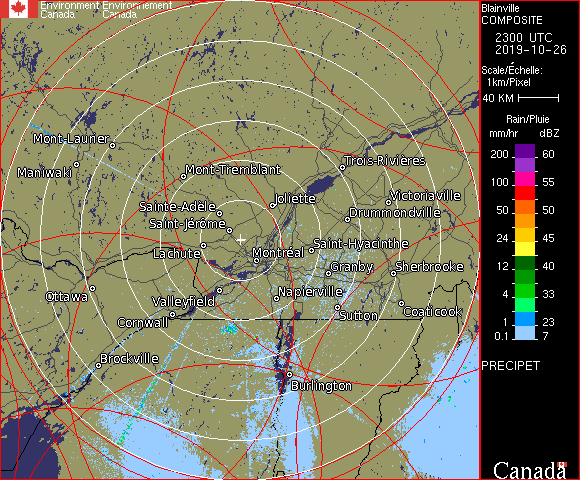 Environment Environnement
Canada Canada
Blainville
COMPOSITE
2300 UTC
2019-10-26
Scale/Échelle:
1km/Pixel
40 KM
Rain/Pluie
mm/hr dBZ
200 60
150 57
100 55
50 50
24 45
12 40
4 33
1 23
0.1 7
PRECIPET
Canada
Mont-Laurier
Maniwaki
Mont-Tremblant
Trois-Rivières
Joliette
Victoriaville
Sainte-Adèle
Drummondville
Saint-Jérôme
Saint-Hyacinthe
Lachute
Montréal
Granby
Sherbrooke
Ottawa
Valleyfield
Napierville
Cornwall
Sutton
Coaticook
Brockville
Burlington